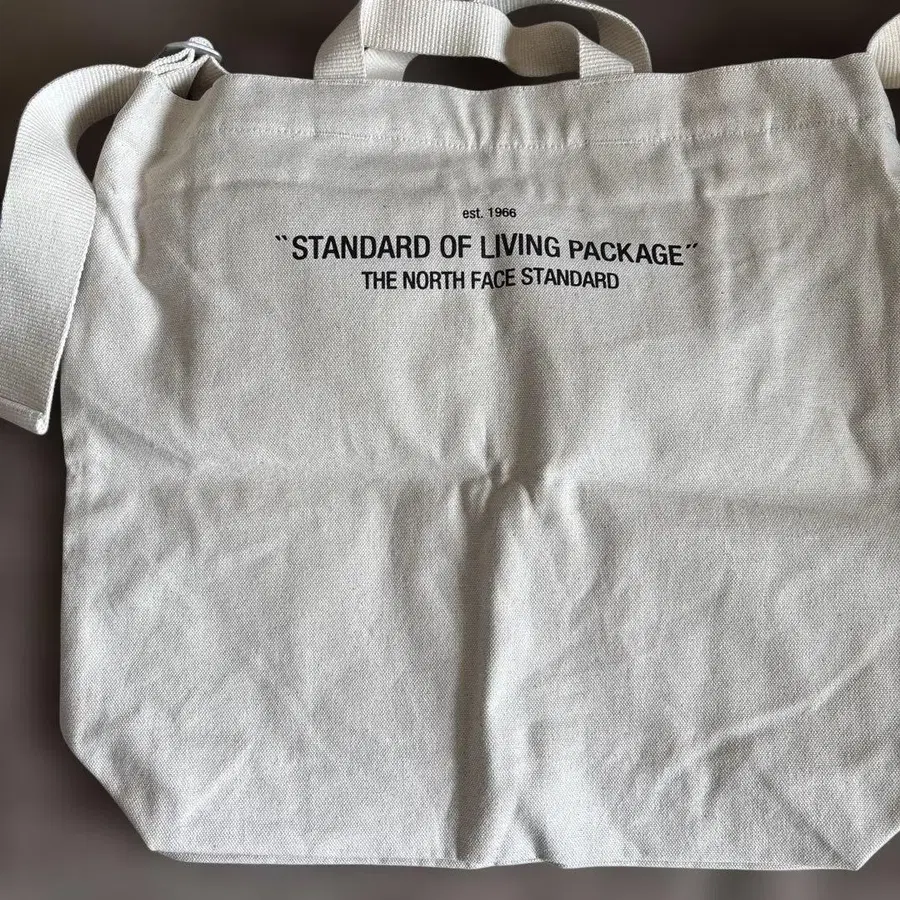 est. 1966
"STANDARD OF LIVING PACKAGE"
THE NORTH FACE STANDARD